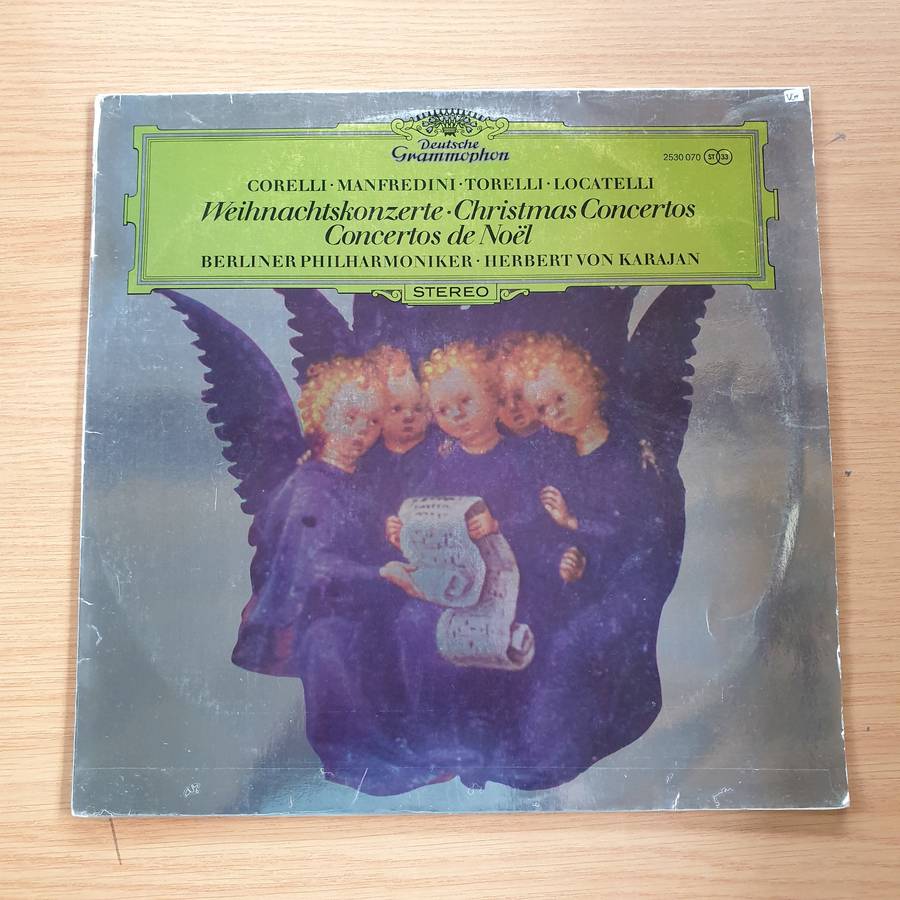 Deutsche
Grammophon
2530 070 ST 33
CORELLI · MANFREDINI · TORELLI · LOCATELLI
Weihnachtskonzerte · Christmas Concertos
Concertos de Noël
BERLINER PHILHARMONIKER · HERBERT VON KARAJAN
STEREO